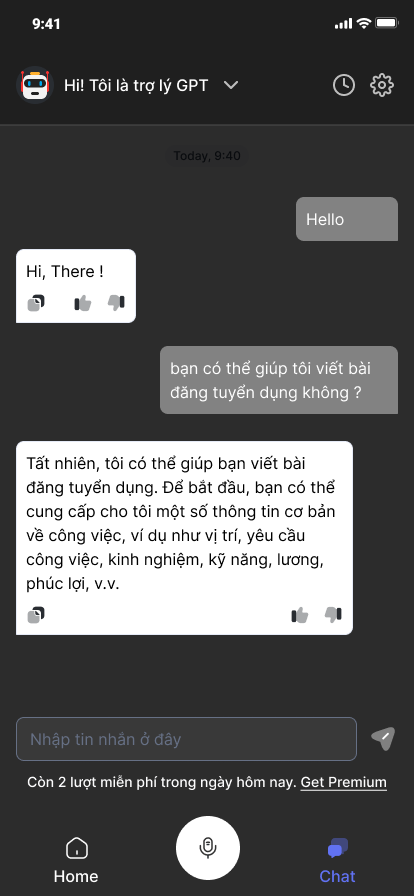 9:41
Hi! Tôi là trợ lý GPT
Today, 9:40
Hello
Hi, There !
bạn có thể giúp tôi viết bài
đăng tuyển dụng không ?
Tất nhiên, tôi có thể giúp bạn viết bài
đăng tuyển dụng. Để bắt đầu, bạn có thể
cung cấp cho tôi một số thông tin cơ bản
về công việc, ví dụ như vị trí, yêu cầu
công việc, kinh nghiệm, kỹ năng, lương,
phúc lợi, v.v.
Nhập tin nhắn ở đây
Còn 2 lượt miễn phí trong ngày hôm nay. Get Premium
Home
Chat